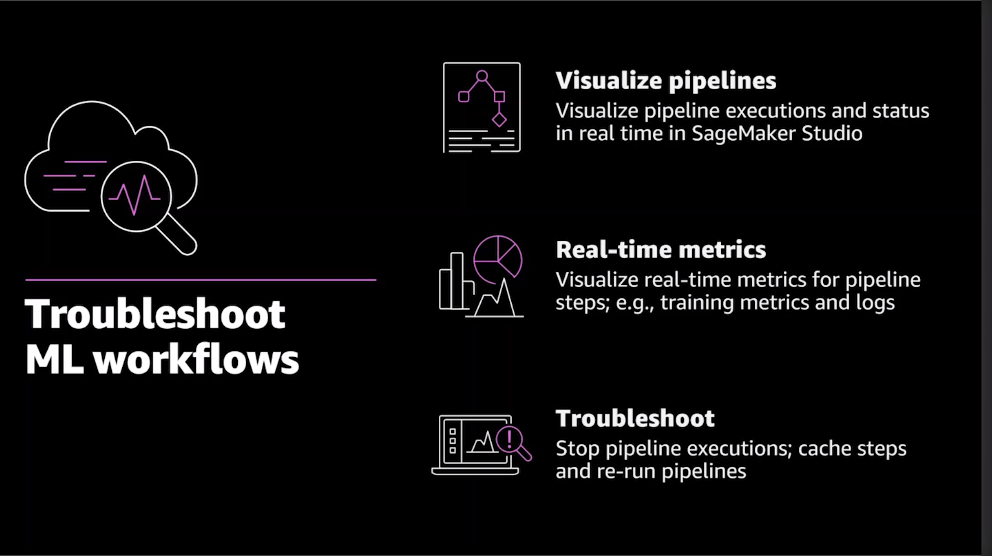 Troubleshoot
ML workflows
Visualize pipelines
Visualize pipeline executions and status
in real time in SageMaker Studio
Real-time metrics
Visualize real-time metrics for pipeline
steps; e.g., training metrics and logs
Troubleshoot
Stop pipeline executions; cache steps
and re-run pipelines